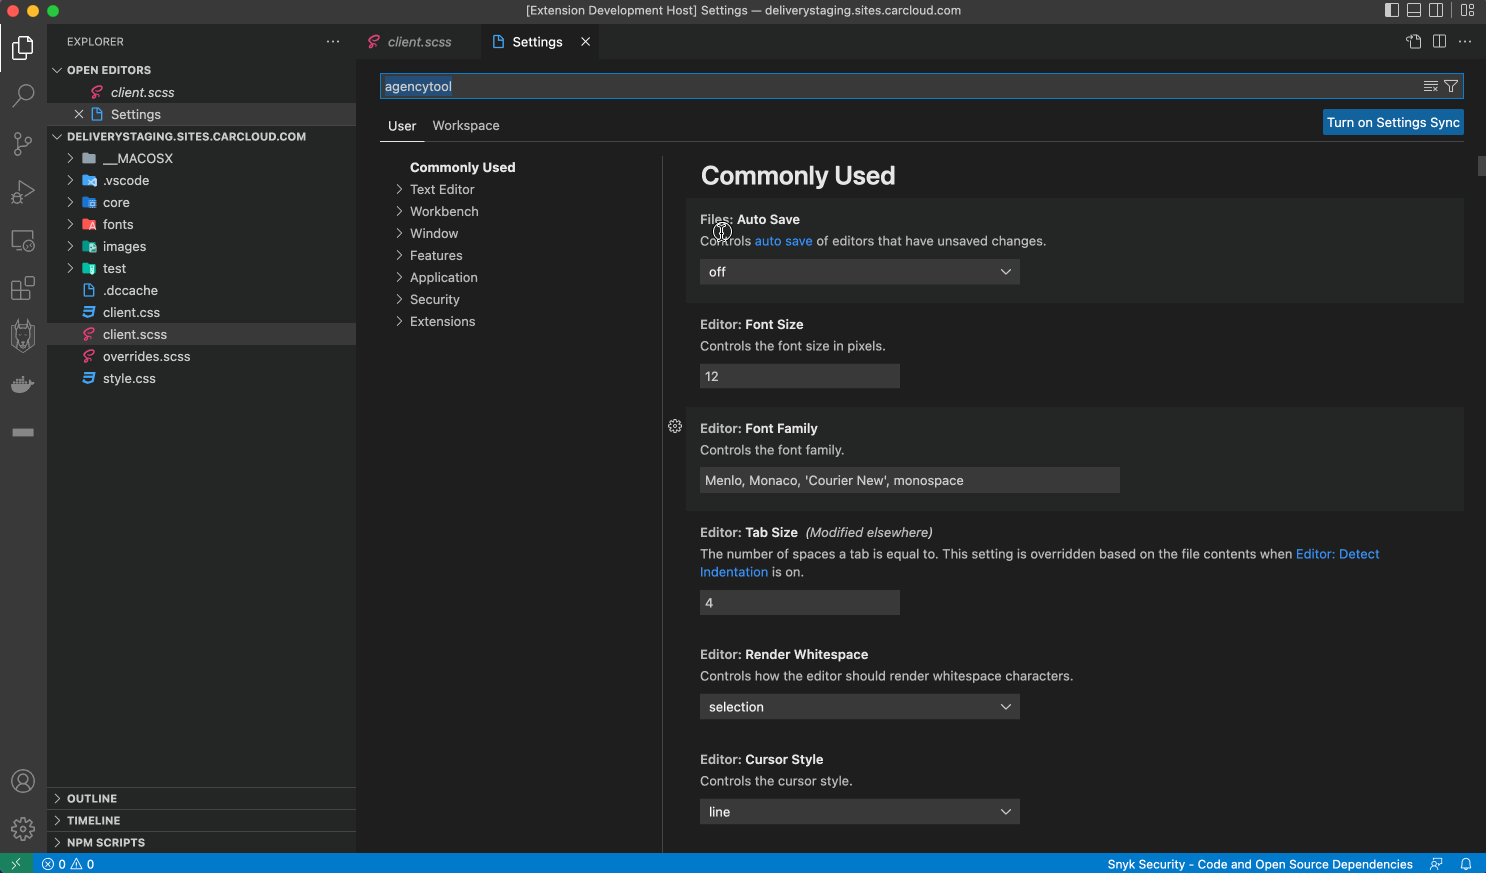 [Extension Development Host] Settings — deliverystaging.sites.carcloud.com
EXPLORER
client.scss
Settings
OPEN EDITORS
client.scss
Settings
DELIVERYSTAGING.SITES.CARCLOUD.COM
__MACOSX
.vscode
core
fonts
images
test
.dccache
client.css
client.scss
overrides.scss
style.css
OUTLINE
TIMELINE
NPM SCRIPTS
agencytool
User
Workspace
Turn on Settings Sync
Commonly Used
Text Editor
Workbench
Window
Features
Application
Security
Extensions
Commonly Used
Files: Auto Save
Controls auto save of editors that have unsaved changes.
off
Editor: Font Size
Controls the font size in pixels.
12
Editor: Font Family
Controls the font family.
Menlo, Monaco, 'Courier New', monospace
Editor: Tab Size (Modified elsewhere)
The number of spaces a tab is equal to. This setting is overridden based on the file contents when Editor: Detect
Indentation is on.
4
Editor: Render Whitespace
Controls how the editor should render whitespace characters.
selection
Editor: Cursor Style
Controls the cursor style.
line
0 0
Snyk Security - Code and Open Source Dependencies